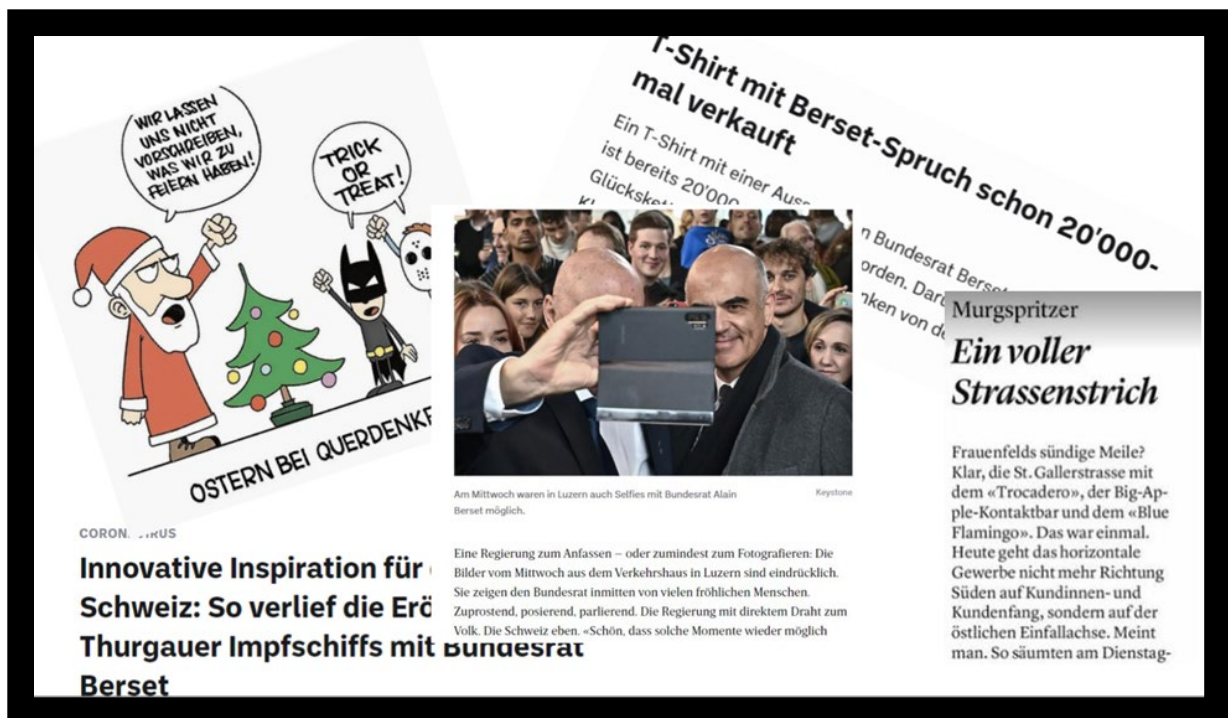 WIR LASSEN
UNS NICHT
VORSCHREIBEN,
WAS WIR ZU
FEIERN HABEN!
TRICK
OR
TREAT!
OSTERN BEI
T-Shirt mit Berset-Spruch schon 20'000-
mal verkauft
Ein T-Shirt mit einer
ist bereits 20'000
n Bundesrat
orden.
nken von
Am Mittwoch waren in Luzern auch Selfies mit Bundesrat Alain
Berset möglich.
Keystone
Eine Regierung zum Anfassen – oder zumindest zum Fotografieren: Die
Bilder vom Mittwoch aus dem Verkehrshaus in Luzern sind eindrücklich.
Sie zeigen den Bundesrat inmitten von vielen fröhlichen Menschen.
Zuprostend, posierend, parlierend. Die Regierung mit direktem Draht zum
Volk. Die Schweiz eben. «Schön, dass solche Momente wieder möglich
Innovative Inspiration für
Schweiz: So verlief die Erö
Thurgauer Impfschiffs mit Bundesrat
Berset
Murgspritzer
Ein voller
Strassenstrich
Frauenfelds sündige Meile?
Klar, die St. Gallerstrasse mit
dem «Trocadero», der Big-Ap-
ple-Kontaktbar und dem «Blue
Flamingo». Das war einmal.
Heute geht das horizontale
Gewerbe nicht mehr Richtung
Süden auf Kundinnen- und
Kundenfang, sondern auf der
östlichen Einfallachse. Meint
man. So säumten am Dienstag-